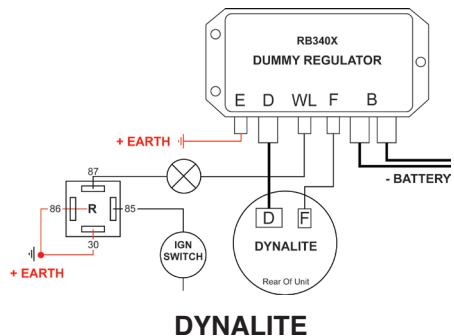 RB340X
DUMMY REGULATOR
E D WL F B
+ EARTH
- BATTERY
87
86 R 85
30
+ EARTH
IGN
SWITCH
D F
DYNALITE
Rear Of Unit
DYNALITE